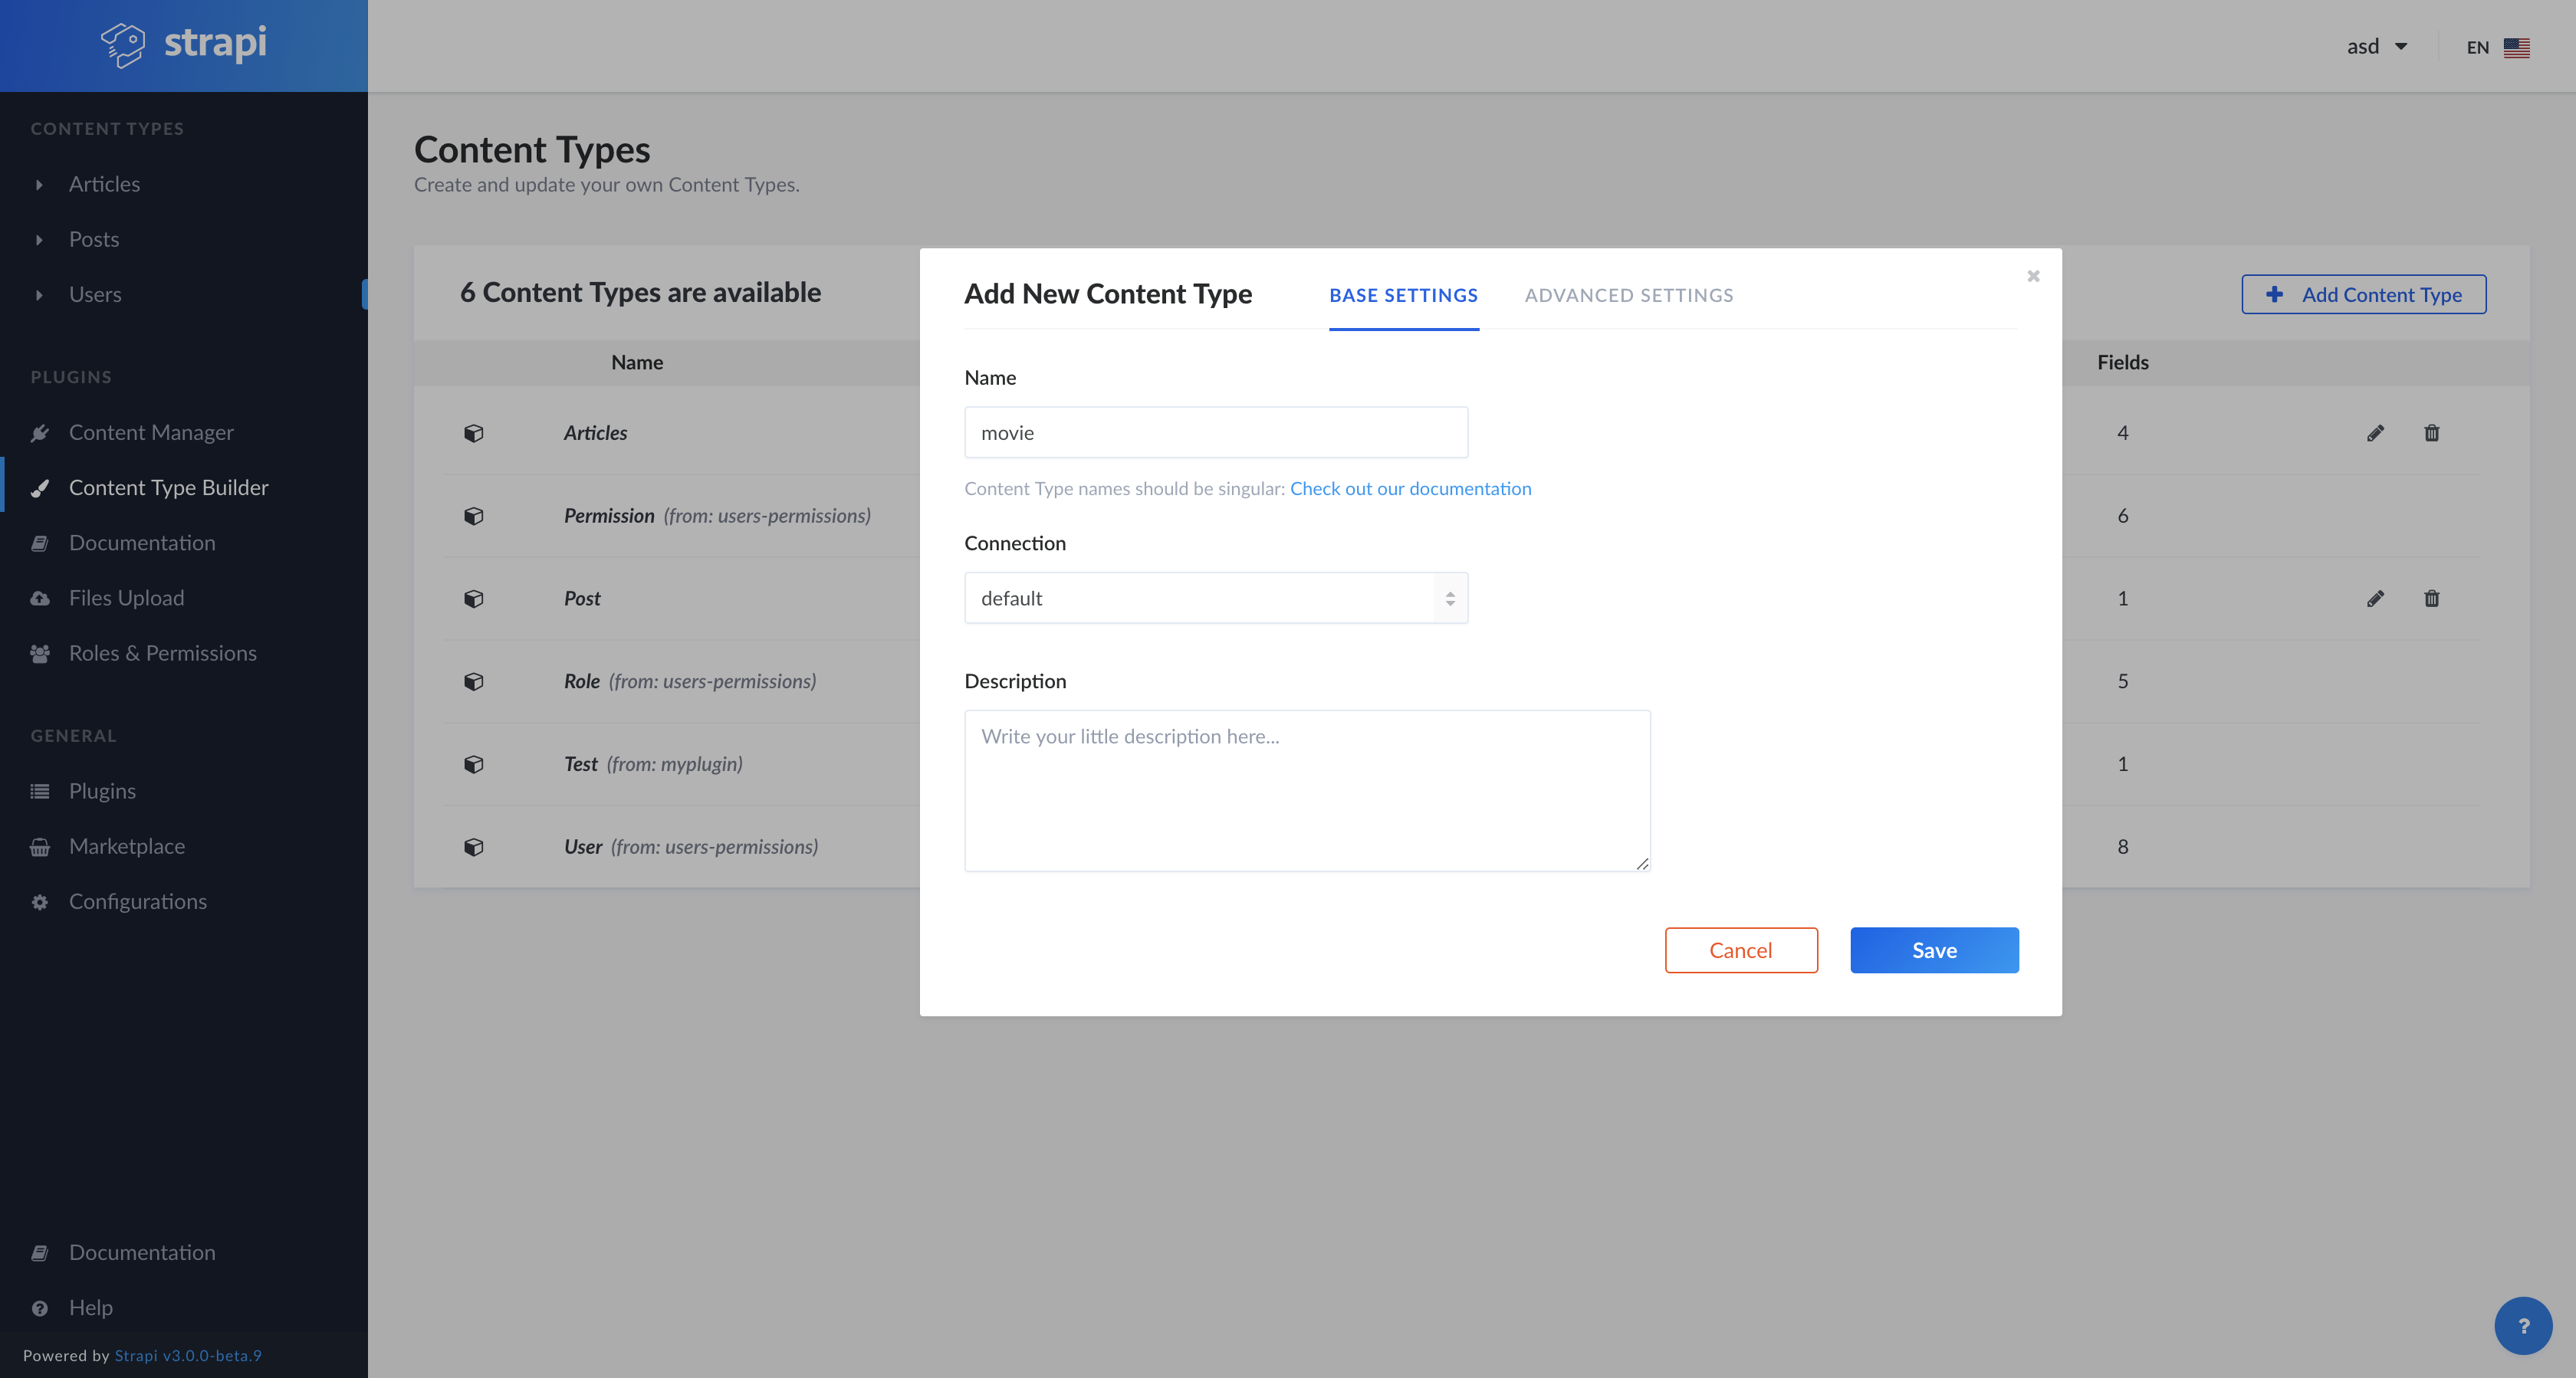 strapi
asd
EN
CONTENT TYPES
Articles
Posts
Users
PLUGINS
Content Manager
Content Type Builder
Documentation
Files Upload
Roles & Permissions
GENERAL
Plugins
Marketplace
Configurations
Documentation
Help
Powered by Strapi v3.0.0-beta.9
Content Types
Create and update your own Content Types.
6 Content Types are available
Add Content Type
Name
Fields
Articles
4
Permission (from: users-permissions)
6
Post
1
Role (from: users-permissions)
5
Test (from: myplugin)
1
User (from: users-permissions)
8
Add New Content Type
BASE SETTINGS
ADVANCED SETTINGS
Name
movie
Content Type names should be singular: Check out our documentation
Connection
default
Description
Write your little description here...
Cancel
Save
?